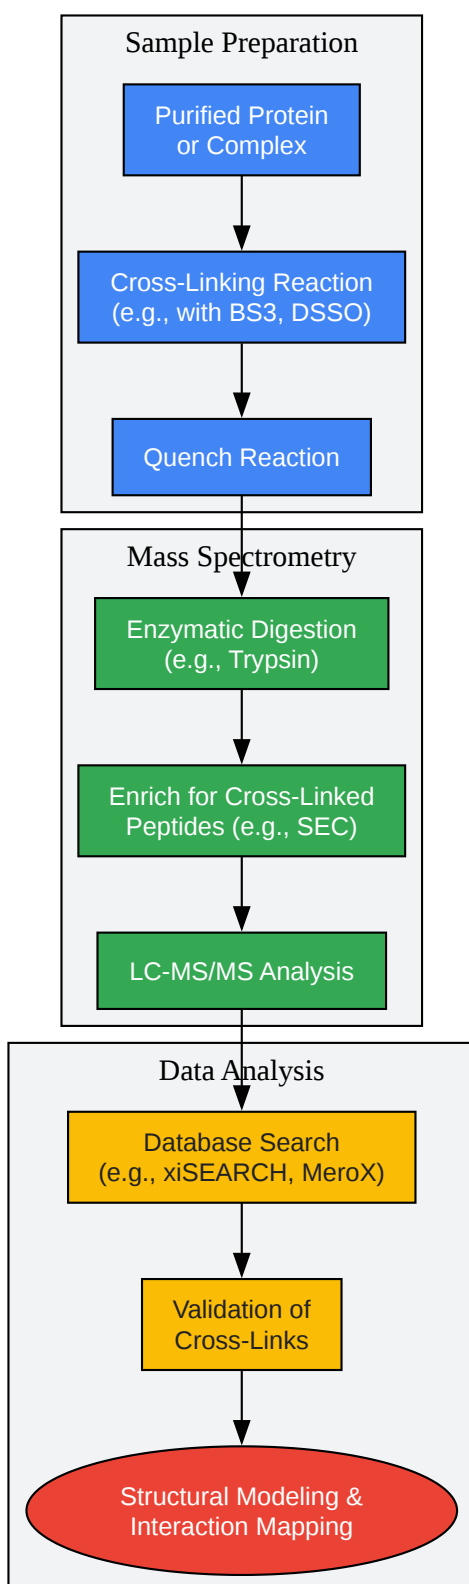 Sample Preparation
Purified Protein
or Complex
Cross-Linking Reaction
(e.g., with BS3, DSSO)
Quench Reaction
Mass Spectrometry
Enzymatic Digestion
(e.g., Trypsin)
Enrich for Cross-Linked
Peptides (e.g., SEC)
LC-MS/MS Analysis
Data Analysis
Database Search
(e.g., xiSEARCH, MeroX)
Validation of
Cross-Links
Structural Modeling &
Interaction Mapping